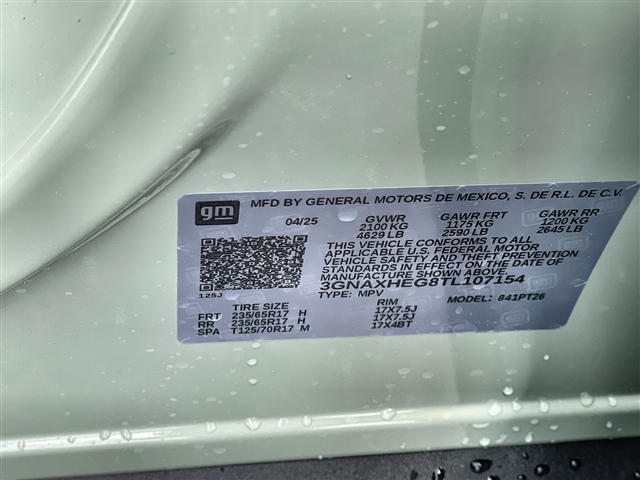 gm
MFD BY GENERAL MOTORS DE MEXICO, S. DE R.L. DE C.V.
04/25 GVWR GAWR FRT GAWR RR
2100 KG 1175 KG 1200 KG
4629 LB 2590 LB 2645 LB
THIS VEHICLE CONFORMS TO ALL
APPLICABLE U.S. FEDERAL MOTOR
VEHICLE SAFETY AND THEFT PREVENTION
STANDARDS IN EFFECT ON THE DATE OF
MANUFACTURE SHOWN ABOVE.
3GNAXHEG8TL107154
TYPE: MPV MODEL: 841PT26
125J
TIRE SIZE RIM
FRT 235/65R17 H 17X7.5J
RR 235/65R17 H 17X7.5J
SPA T125/70R17 M 17X4BT